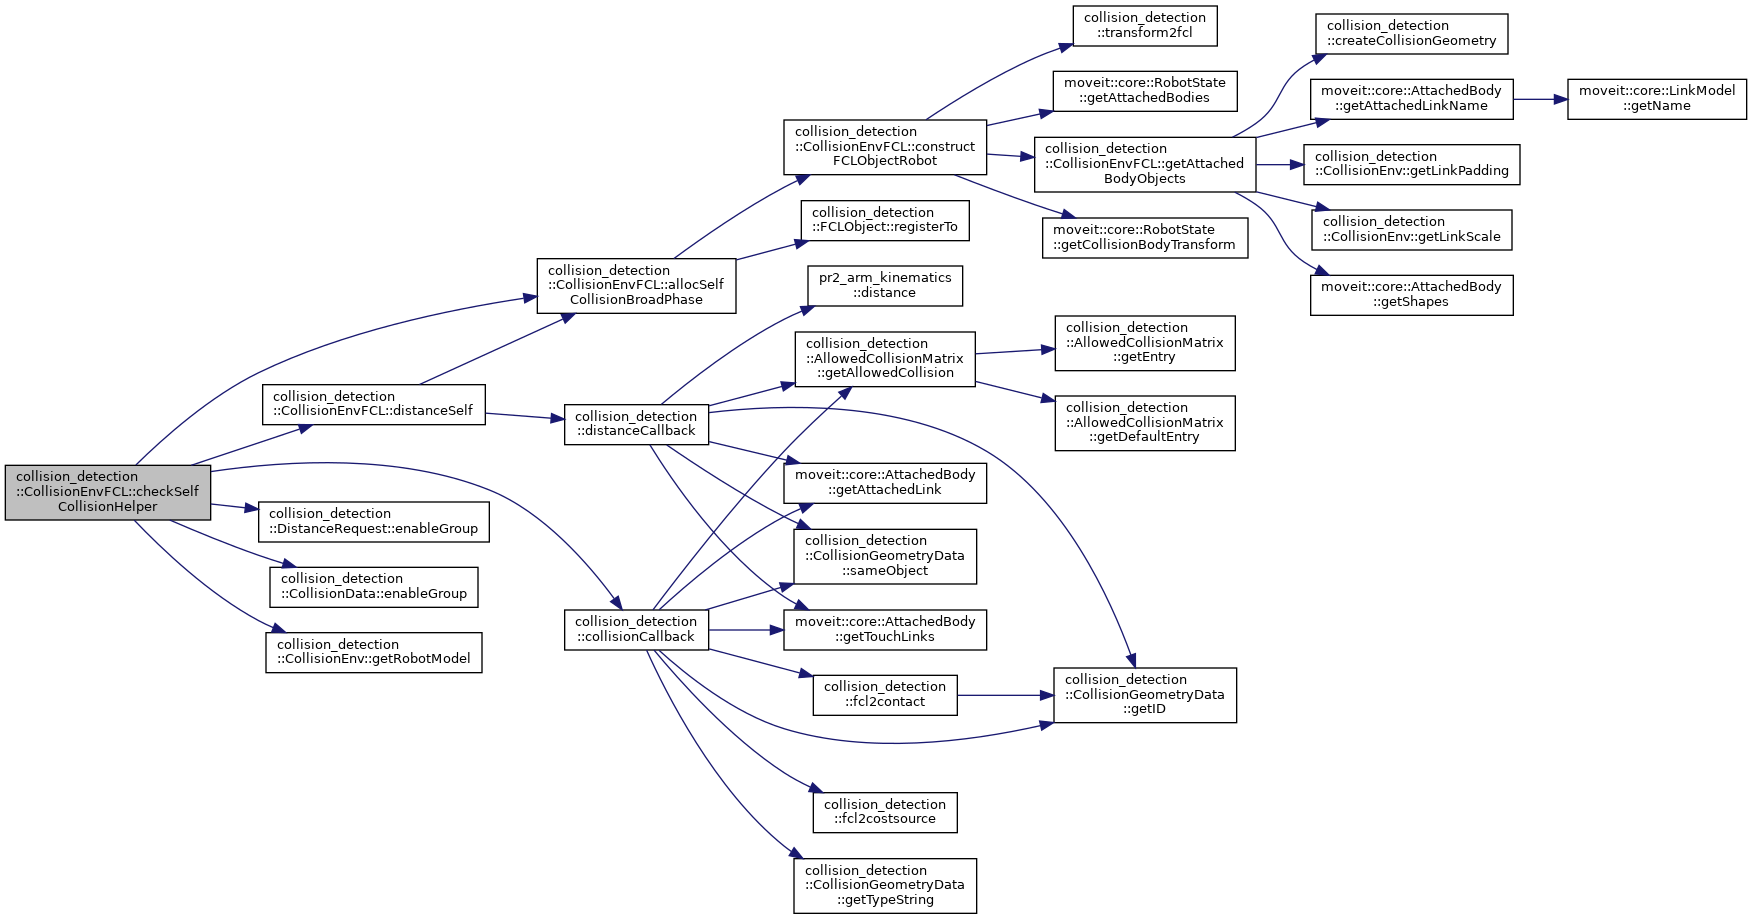 collision_detection
::CollisionEnvFCL::checkSelf
CollisionHelper
collision_detection
::CollisionEnvFCL::allocSelf
CollisionBroadPhase
collision_detection
::CollisionEnvFCL::distanceSelf
collision_detection
::DistanceRequest::enableGroup
collision_detection
::CollisionData::enableGroup
collision_detection
::CollisionEnv::getRobotModel
collision_detection
::distanceCallback
collision_detection
::collisionCallback
collision_detection
::CollisionEnvFCL::construct
FCLObjectRobot
collision_detection
::FCLObject::registerTo
pr2_arm_kinematics
::distance
collision_detection
::AllowedCollisionMatrix
::getAllowedCollision
moveit::core::AttachedBody
::getAttachedLink
collision_detection
::CollisionGeometryData
::sameObject
moveit::core::AttachedBody
::getTouchLinks
collision_detection
::fcl2contact
collision_detection
::fcl2costsource
collision_detection
::CollisionGeometryData
::getTypeString
collision_detection
::transform2fcl
moveit::core::RobotState
::getAttachedBodies
collision_detection
::CollisionEnvFCL::getAttached
BodyObjects
moveit::core::RobotState
::getCollisionBodyTransform
collision_detection
::AllowedCollisionMatrix
::getEntry
collision_detection
::AllowedCollisionMatrix
::getDefaultEntry
collision_detection
::CollisionGeometryData
::getID
collision_detection
::createCollisionGeometry
moveit::core::AttachedBody
::getAttachedLinkName
collision_detection
::CollisionEnv::getLinkPadding
collision_detection
::CollisionEnv::getLinkScale
moveit::core::AttachedBody
::getShapes
moveit::core::LinkModel
::getName